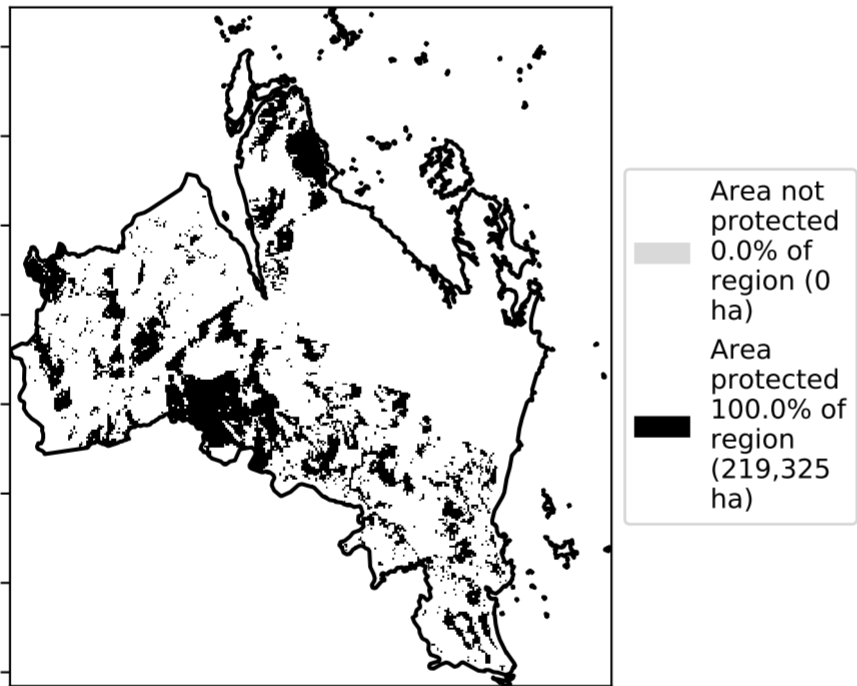 Area not
protected
0.0% of
region (0
ha)
Area
protected
100.0% of
region
(219,325
ha)